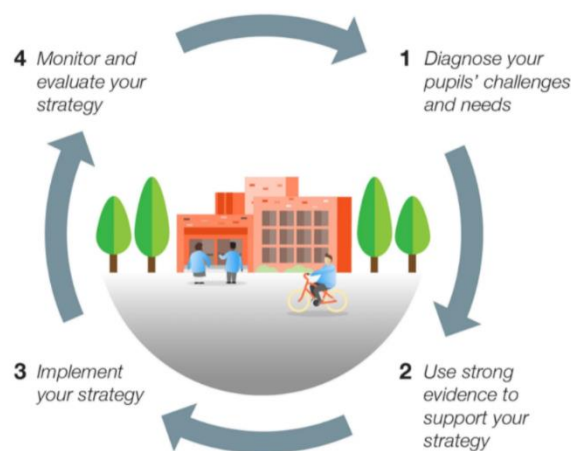 1 Diagnose your
pupils' challenges
and needs
2 Use strong
evidence to
support your
strategy
3 Implement
your strategy
4 Monitor and
evaluate your
strategy